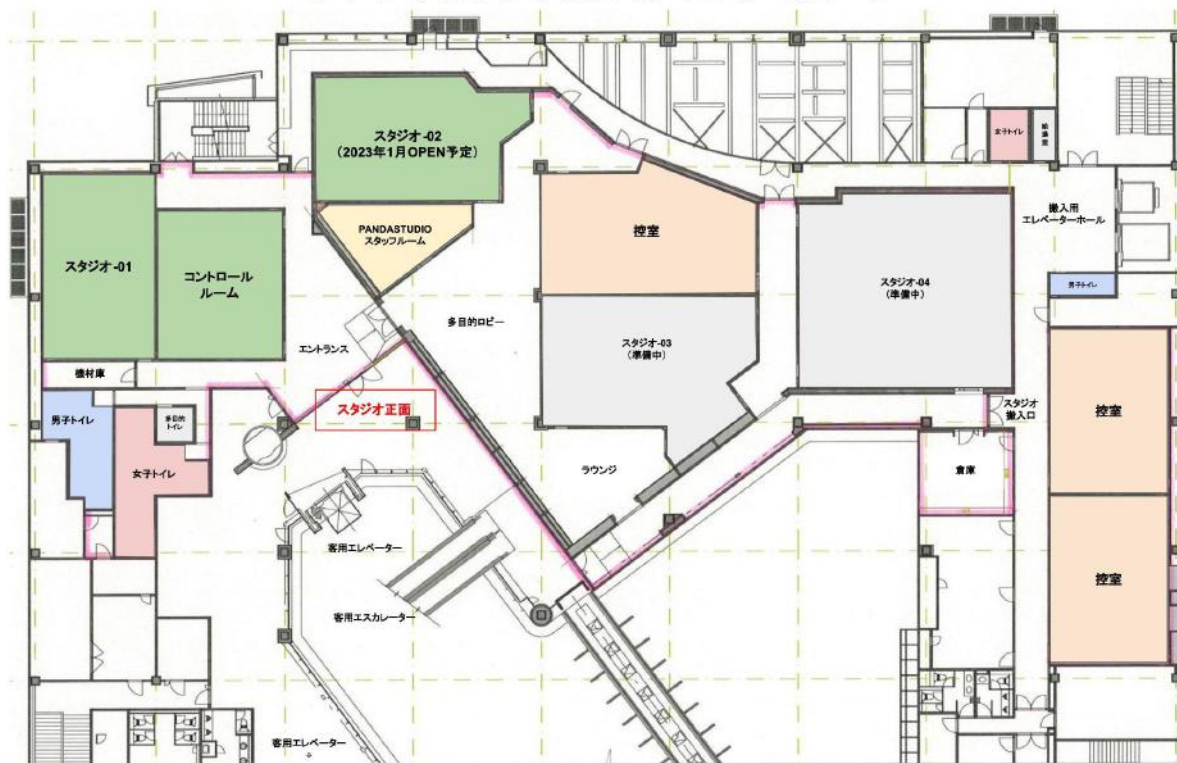 スタジオ-02
(2023年1月OPEN予定)
女子トイレ
給湯室
PANDASTUDIO
スタッフルーム
控室
搬入用
エレベーターホール
スタジオ-01
コントロール
ルーム
スタジオ-04
(準備中)
男子トイレ
多目的ロビー
エントランス
スタジオ-03
(準備中)
機材庫
スタジオ正面
スタジオ
搬入口
控室
男子トイレ
多目的
トイレ
女子トイレ
ラウンジ
倉庫
客用エレベーター
控室
客用エスカレーター
客用エレベーター